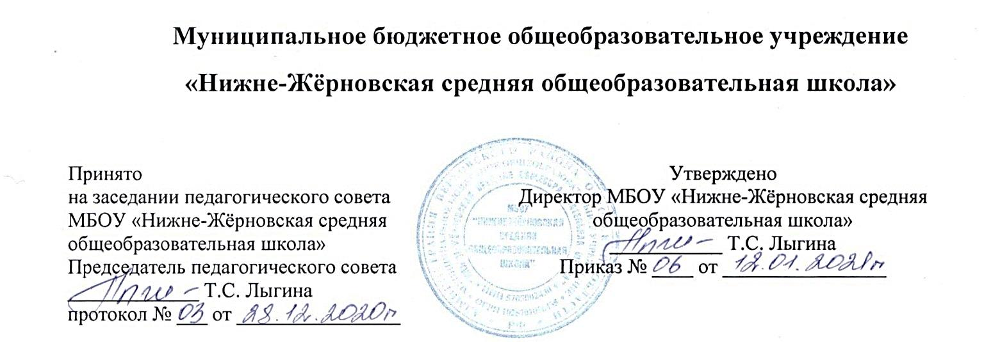 Муниципальное бюджетное общеобразовательное учреждение
«Нижне-Жёрновская средняя общеобразовательная школа»
Принято
на заседании педагогического совета
МБОУ «Нижне-Жёрновская средняя
общеобразовательная школа»
Председатель педагогического совета
Т.С. Лыгина
протокол № 03 от 28.12.2020г
Утверждено
Директор МБОУ «Нижне-Жёрновская средняя
общеобразовательная школа»
Т.С. Лыгина
Приказ № 06 от 12.01.2021г
МБОУ
"НИЖНЕ-ЖЁРНОВСКАЯ
СРЕДНЯЯ
ОБЩЕОБРАЗОВАТЕЛЬНАЯ
ШКОЛА"